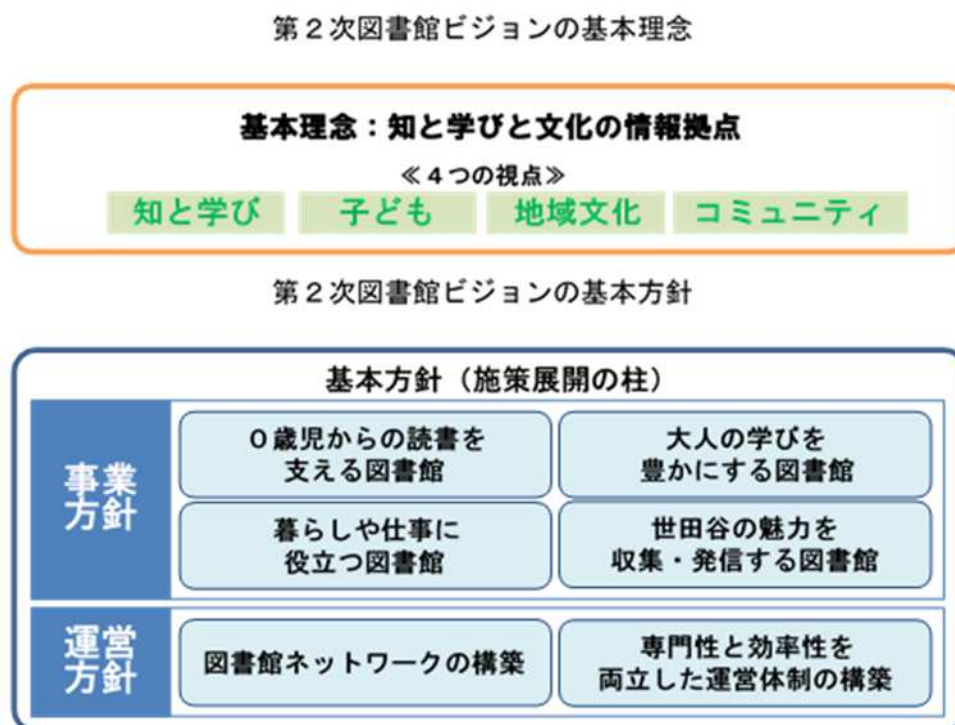 第２次図書館ビジョンの基本理念
基本理念：知と学びと文化の情報拠点
≪４つの視点≫
知と学び 子ども 地域文化 コミュニティ
第２次図書館ビジョンの基本方針
基本方針（施策展開の柱）
事業
方針
０歳児からの読書を
支える図書館
大人の学びを
豊かにする図書館
暮らしや仕事に
役立つ図書館
世田谷の魅力を
収集・発信する図書館
運営
方針
図書館ネットワークの構築
専門性と効率性を
両立した運営体制の構築